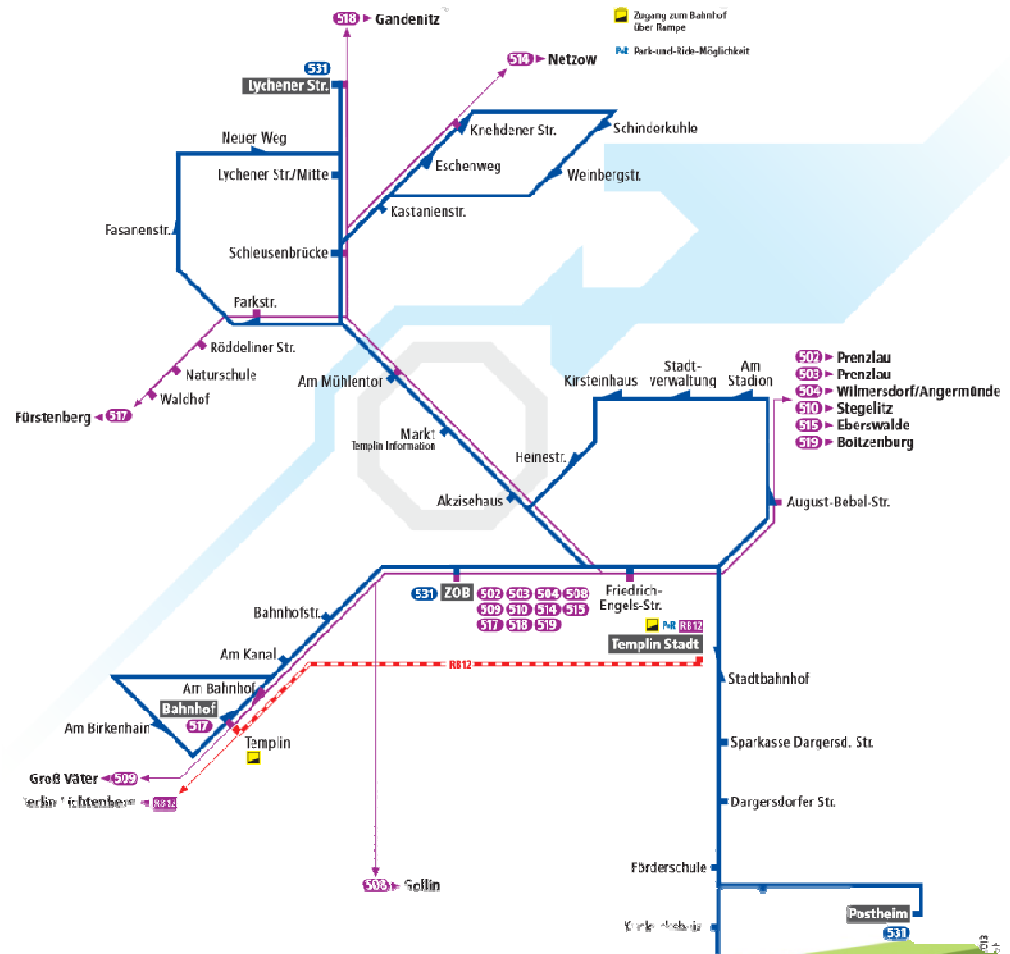 518 Gandenitz
Zugang zum Bahnhof
über Rampe
P+R Park-und-Ride-Möglichkeit
514 Netzow
531
Lychener Str.
Knehdener Str.
Schinderkuhle
Neuer Weg
Eschenweg
Lychener Str./Mitte
Weinbergstr.
Kastanienstr.
Fasanenstr.
Schleusenbrücke
Parkstr.
Röddeliner Str.
Naturschule
Waldhof
Fürstenberg 517
Am Mühlentor
Markt
Templin Information
Akzisehaus
Kirsteinhaus
Stadt-
verwaltung
Am
Stadion
Heinestr.
502 Prenzlau
503 Prenzlau
504 Wilmersdorf/Angermünde
510 Stegelitz
515 Eberswalde
519 Boitzenburg
August-Bebel-Str.
531 ZOB 502 503 504 508
509 510 514 515
517 518 519
Friedrich-
Engels-Str.
P+R RB12
Templin Stadt
Bahnhofstr.
Am Kanal
RB12
Am Bahnhof
Bahnhof
517
Am Birkenhain
Templin
Stadtbahnhof
Sparkasse Dargersd. Str.
Dargersdorfer Str.
Groß Väter 509
RB12
Förderschule
508 Gollin
Postheim
531